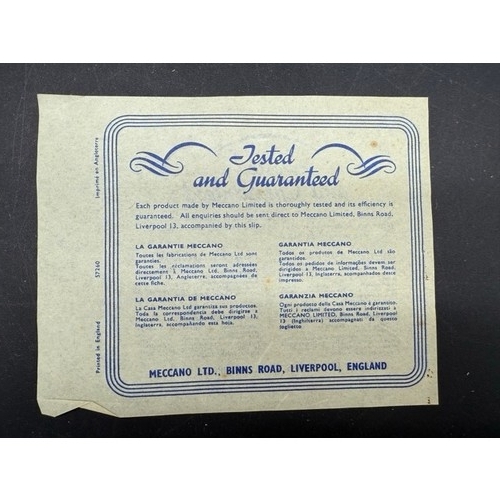 Tested
and Guaranteed
Each product made by Meccano Limited is thoroughly tested and its efficiency is
guaranteed. All enquiries should be sent direct to Meccano Limited, Binns Road,
Liverpool 13, accompanied by this slip.
LA GARANTIE MECCANO
Toutes les fabrications de Meccano Ltd sont
garanties.
Toutes les réclamations seront adressées
directement à Meccano Ltd, Binns Road,
Liverpool 13, Angleterre, accompagnées de
cette fiche.
GARANTIA MECCANO
Todos os produtos de Meccano Ltd são
garantidos.
Todos os pedidos de informações devem ser
dirigidos a Meccano Limited, Binns Road,
Liverpool 13, Inglaterra, acompanhados desse
impresso.
LA GARANTIA DE MECCANO
La Casa Meccano Ltd garantiza sus productos.
Toda la correspondencia debe dirigirse a
Meccano Ltd., Binns Road, Liverpool 13,
Inglaterra, acompañando esta hoja.
GARANZIA MECCANO
Ogni prodotto della Casa Meccano è garantito.
Tutti i reclami devono essere indirizzati a
MECCANO LIMITED, Binns Road, Liverpool
13 (Inghilterra) accompagnati da questo
foglietto.
MECCANO LTD., BINNS ROAD, LIVERPOOL, ENGLAND
Printed in England
57260
Imprimé en Angleterre